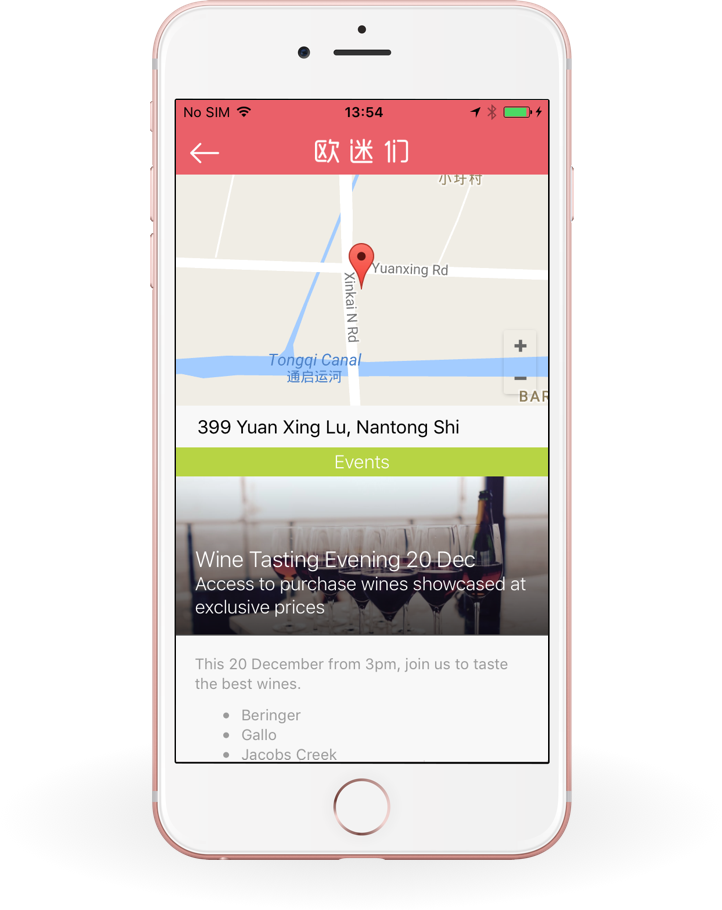 No SIM 13:54
欧迷们
小圩村
Yuanxing Rd
Xinkai N Rd
+
Tongqi Canal
通启运河
−
BAR
399 Yuan Xing Lu, Nantong Shi
Events
Wine Tasting Evening 20 Dec
Access to purchase wines showcased at
exclusive prices
This 20 December from 3pm, join us to taste
the best wines.
• Beringer
• Gallo
• Jacobs Creek